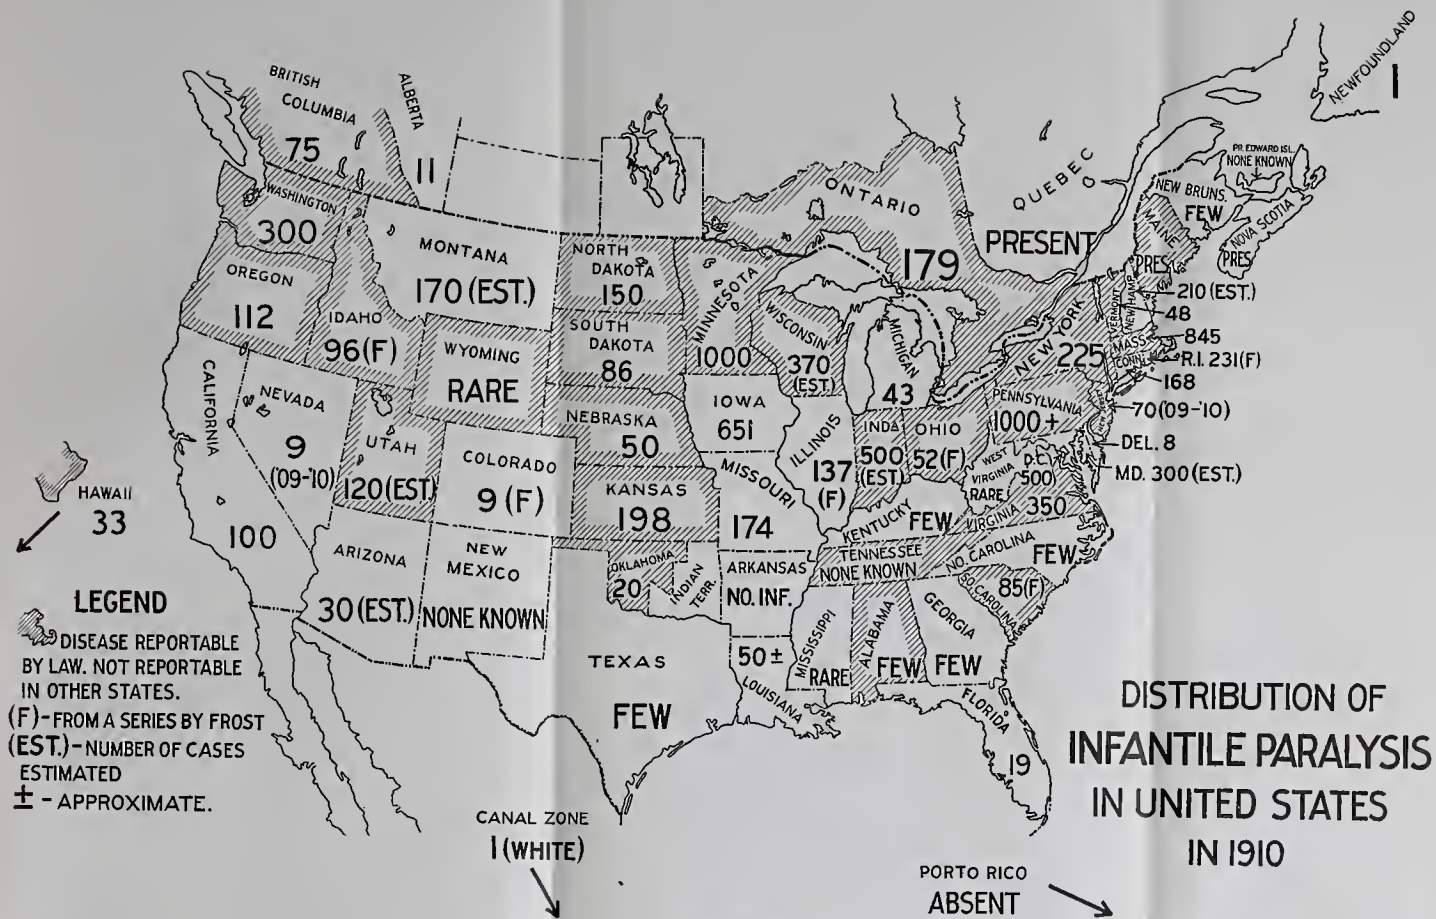 NEWFOUNDLAND
1
BRITISH
COLUMBIA
75
ALBERTA
11
ONTARIO
179
QUEBEC
PRESENT
PR. EDWARD ISL.
NONE KNOWN
NEW BRUNS.
FEW
NOVA SCOTIA
PRES
MAINE
PRES.
WASHINGTON
300
OREGON
112
IDAHO
96(F)
MONTANA
170 (EST.)
WYOMING
RARE
NORTH
DAKOTA
150
SOUTH
DAKOTA
86
MINNESOTA
1000
WISCONSIN
370
(EST.)
MICHIGAN
43
NEW YORK
225
VERMONT
NEW HAMP.
MASS
CONN.
210 (EST.)
48
845
R.I. 231(F)
168
70('09-'10)
DEL. 8
MD. 300 (EST.)
CALIFORNIA
100
NEVADA
9
('09-'10)
UTAH
120(EST.)
COLORADO
9 (F)
NEBRASKA
50
KANSAS
198
IOWA
651
MISSOURI
174
ILLINOIS
137
(F)
INDA
500
(EST.)
OHIO
52(F)
PENNSYLVANIA
1000+
WEST
VIRGINIA
RARE
D.C.
500
VIRGINIA 350
KENTUCKY
FEW
TENNESSEE
NONE KNOWN
NO. CAROLINA
FEW
SO. CAROLINA
85(F)
ARIZONA
30 (EST.)
NEW
MEXICO
NONE KNOWN
OKLAHOMA
20
INDIAN
TERR.
ARKANSAS
NO. INF.
TEXAS
FEW
50 ±
LOUISIANA
MISSISSIPPI
RARE
ALABAMA
FEW
GEORGIA
FEW
FLORIDA
19
HAWAII
33
LEGEND
DISEASE REPORTABLE
BY LAW. NOT REPORTABLE
IN OTHER STATES.
(F)-FROM A SERIES BY FROST
(EST.)-NUMBER OF CASES
ESTIMATED
± - APPROXIMATE.
CANAL ZONE
1 (WHITE)
PORTO RICO
ABSENT
DISTRIBUTION OF
INFANTILE PARALYSIS
IN UNITED STATES
IN 1910